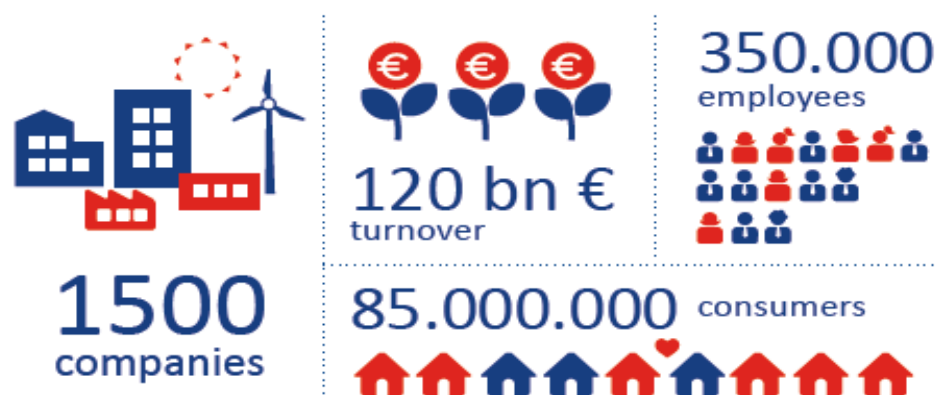 1500
companies
€ € €
120 bn €
turnover
350.000
employees
85.000.000 consumers